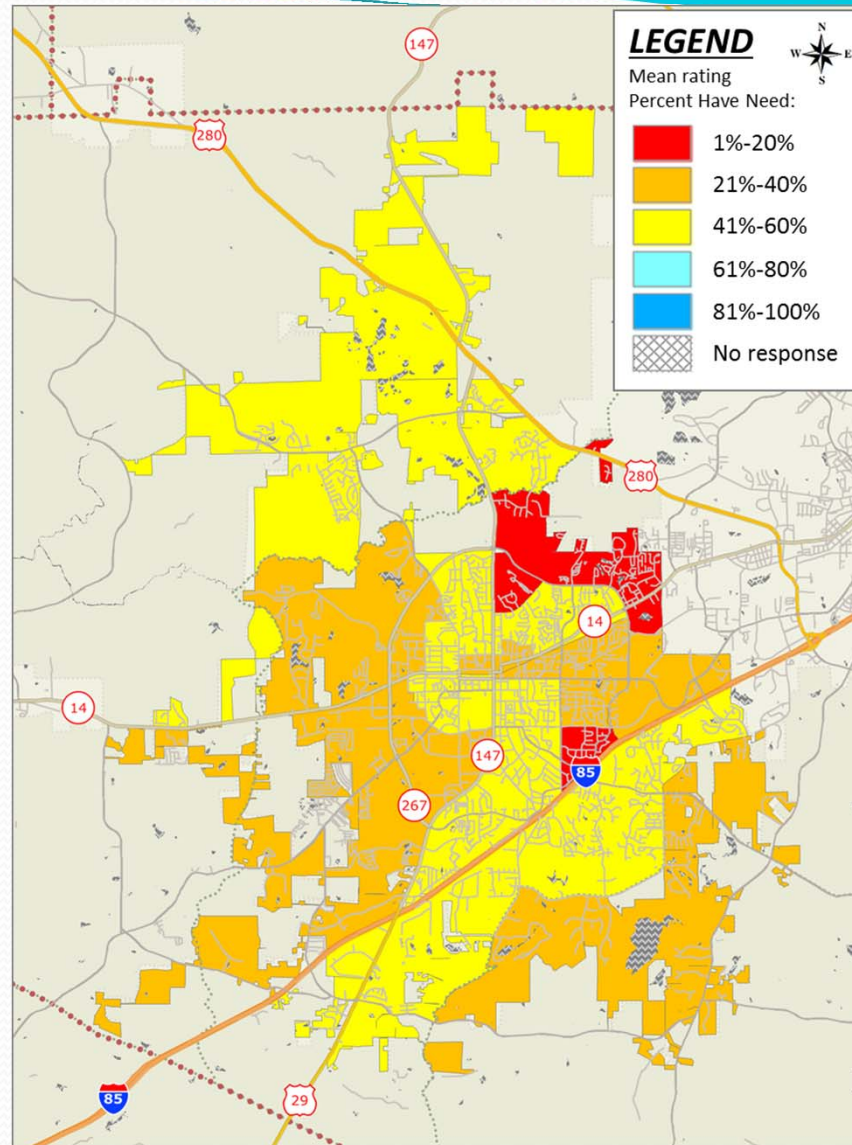 LEGEND
N
W
E
S
Mean rating
Percent Have Need:
1%-20%
21%-40%
41%-60%
61%-80%
81%-100%
No response
147
280
280
14
14
147
85
267
85
29